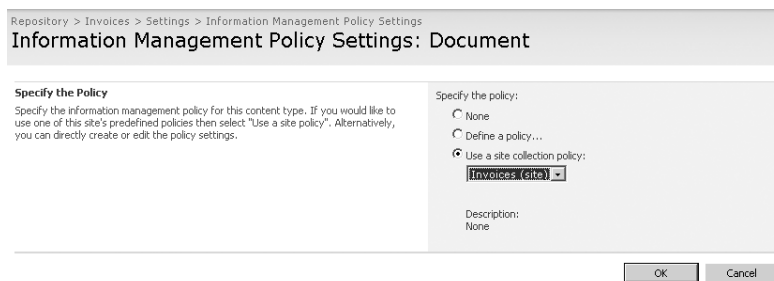 Repository > Invoices > Settings > Information Management Policy Settings
Information Management Policy Settings: Document
Specify the Policy
Specify the information management policy for this content type. If you would like to
use one of this site's predefined policies then select "Use a site policy". Alternatively,
you can directly create or edit the policy settings.
Specify the policy:
None
Define a policy...
Use a site collection policy:
Invoices (site)
Description:
None
OK Cancel